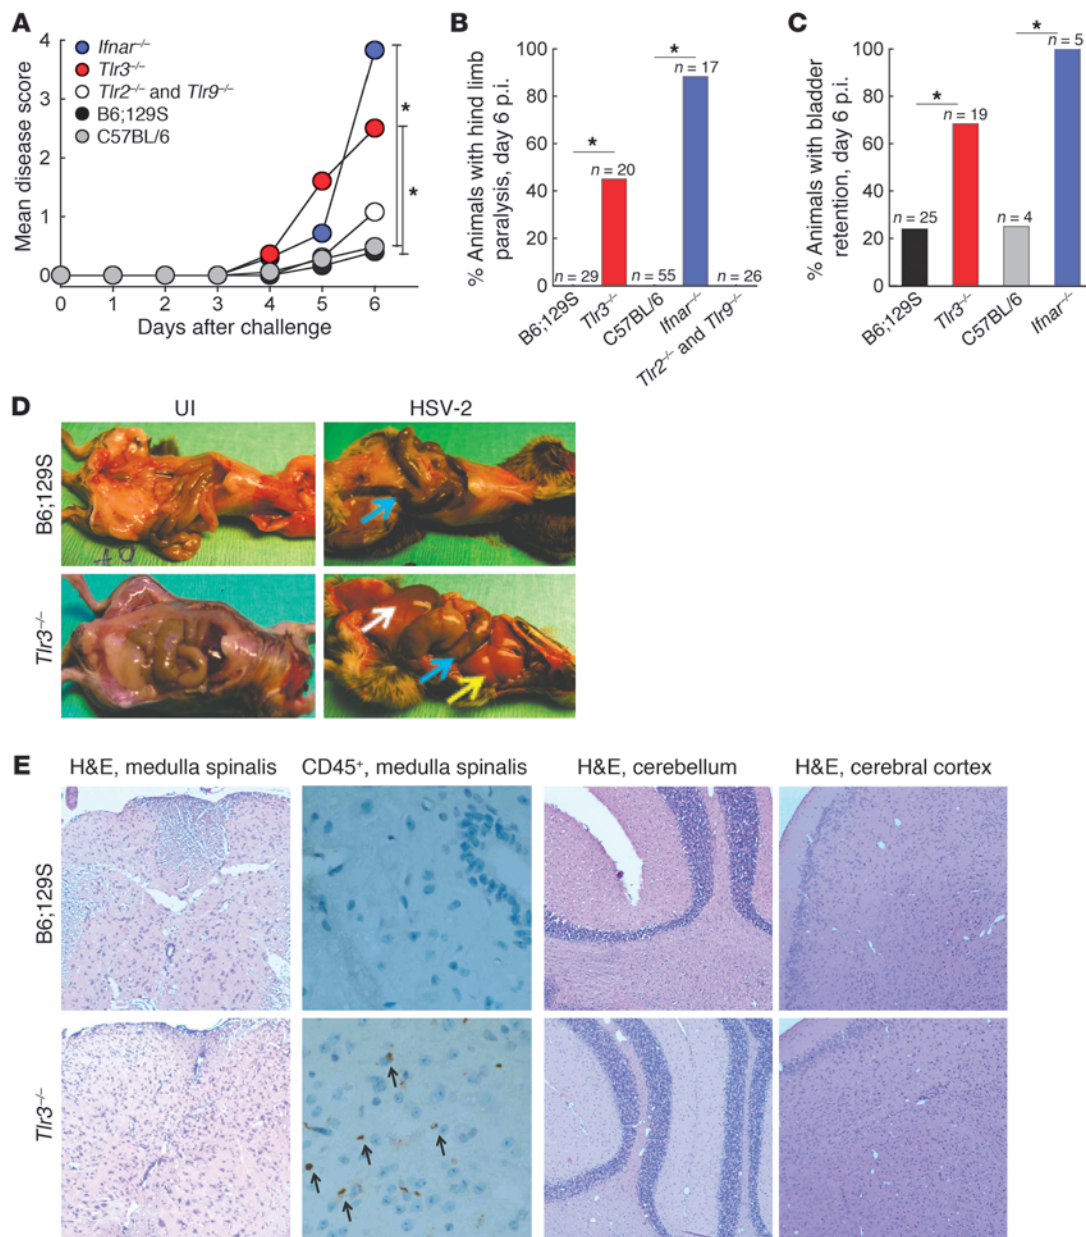 A
Mean disease score
4
3
2
1
0
Ifnar–/–
Tlr3–/–
Tlr2–/– and Tlr9–/–
B6;129S
C57BL/6
*
*
0 1 2 3 4 5 6
Days after challenge
B
% Animals with hind limb
paralysis, day 6 p.i.
100
80
60
40
20
0
n = 29
*
n = 20
n = 55
*
n = 17
n = 26
B6;129S
Tlr3–/–
C57BL/6
Ifnar–/–
Tlr2–/– and Tlr9–/–
C
% Animals with bladder
retention, day 6 p.i.
100
80
60
40
20
0
n = 25
*
n = 19
n = 4
*
n = 5
B6;129S
Tlr3–/–
C57BL/6
Ifnar–/–
D
UI HSV-2
B6;129S
Tlr3–/–
E
H&E, medulla spinalis CD45+, medulla spinalis H&E, cerebellum H&E, cerebral cortex
B6;129S
Tlr3–/–